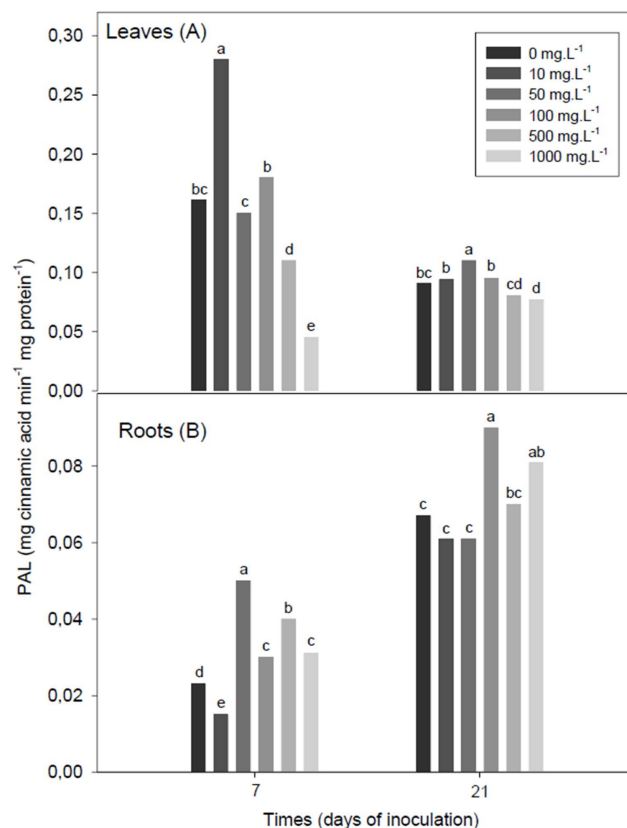 Leaves (A)
0 mg.L-1
10 mg.L-1
50 mg.L-1
100 mg.L-1
500 mg.L-1
1000 mg.L-1
0,30
0,25
0,20
0,15
0,10
0,05
0,00
bc
a
c
b
d
e
bc
b
a
b
cd
d
PAL (mg cinnamic acid min-1 mg protein-1)
Roots (B)
0,08
0,06
0,04
0,02
0,00
d
e
a
c
b
c
c
c
c
a
bc
ab
7
21
Times (days of inoculation)